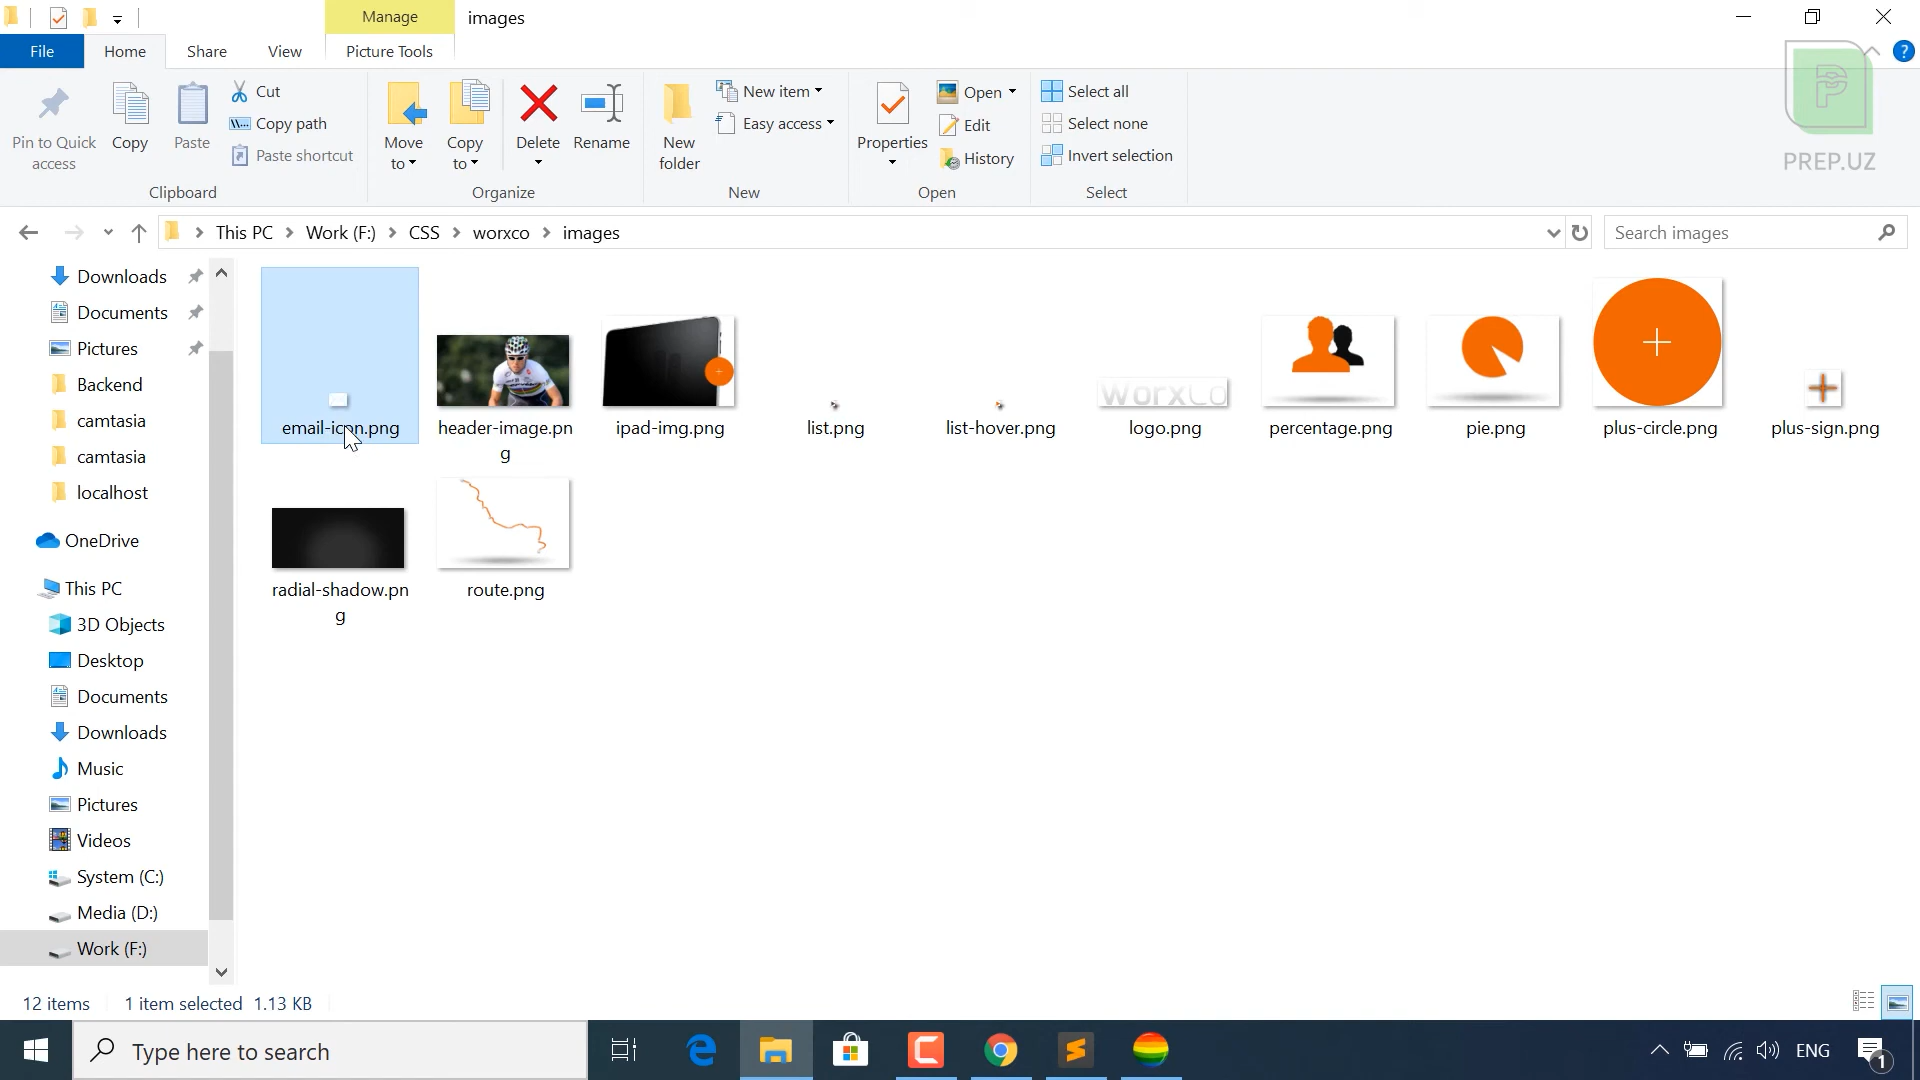 Manage
images
File
Home
Share
View
Picture Tools
?
Pin to Quick access
Copy
Paste
Cut
Copy path
Paste shortcut
Clipboard
Move to
Copy to
Delete
Rename
Organize
New folder
New item
Easy access
New
Properties
Open
Edit
History
Open
Select all
Select none
Invert selection
Select
PREP.UZ
This PC
Work (F:)
CSS
worxco
images
Search images
Downloads
Documents
Pictures
Backend
camtasia
camtasia
localhost
OneDrive
This PC
3D Objects
Desktop
Documents
Downloads
Music
Pictures
Videos
System (C:)
Media (D:)
Work (F:)
WorxCo
email-icon.png
header-image.pn
g
ipad-img.png
list.png
list-hover.png
logo.png
percentage.png
pie.png
plus-circle.png
plus-sign.png
radial-shadow.pn
g
route.png
12 items
1 item selected 1.13 KB
Type here to search
ENG
1